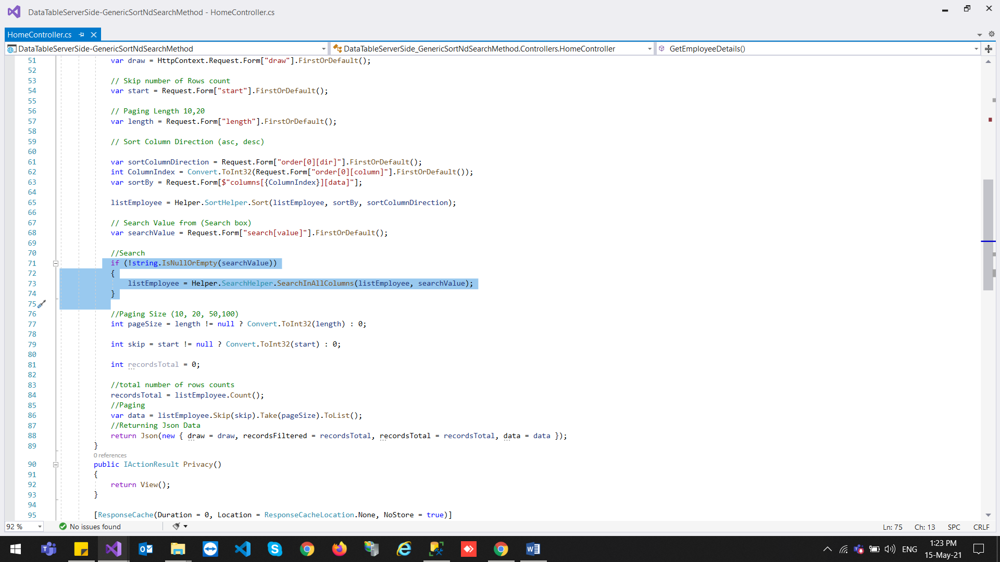 DataTableServerSide-GenericSortNdSearchMethod - HomeController.cs
HomeController.cs
DataTableServerSide-GenericSortNdSearchMethod DataTableServerSide_GenericSortNdSearchMethod.Controllers.HomeController GetEmployeeDetails()
51 var draw = HttpContext.Request.Form["draw"].FirstOrDefault();
52
53 // Skip number of Rows count
54 var start = Request.Form["start"].FirstOrDefault();
55
56 // Paging Length 10,20
57 var length = Request.Form["length"].FirstOrDefault();
58
59 // Sort Column Direction (asc, desc)
60
61 var sortColumnDirection = Request.Form["order[0][dir]"].FirstOrDefault();
62 int ColumnIndex = Convert.ToInt32(Request.Form["order[0][column]"].FirstOrDefault());
63 var sortBy = Request.Form[$"columns[{ColumnIndex}][data]"];
64
65 listEmployee = Helper.SortHelper.Sort(listEmployee, sortBy, sortColumnDirection);
66
67 // Search Value from (Search box)
68 var searchValue = Request.Form["search[value]"].FirstOrDefault();
69
70 //Search
71 if (!string.IsNullOrEmpty(searchValue))
72 {
73 listEmployee = Helper.SearchHelper.SearchInAllColumns(listEmployee, searchValue);
74 }
75
76 //Paging Size (10, 20, 50,100)
77 int pageSize = length != null ? Convert.ToInt32(length) : 0;
78
79 int skip = start != null ? Convert.ToInt32(start) : 0;
80
81 int recordsTotal = 0;
82
83 //total number of rows counts
84 recordsTotal = listEmployee.Count();
85 //Paging
86 var data = listEmployee.Skip(skip).Take(pageSize).ToList();
87 //Returning Json Data
88 return Json(new { draw = draw, recordsFiltered = recordsTotal, recordsTotal = recordsTotal, data = data });
89 }
0 references
90 public IActionResult Privacy()
91 {
92 return View();
93 }
94
95 [ResponseCache(Duration = 0, Location = ResponseCacheLocation.None, NoStore = true)]
92 % No issues found Ln: 75 Ch: 13 SPC CRLF
ENG 1:23 PM
15-May-21